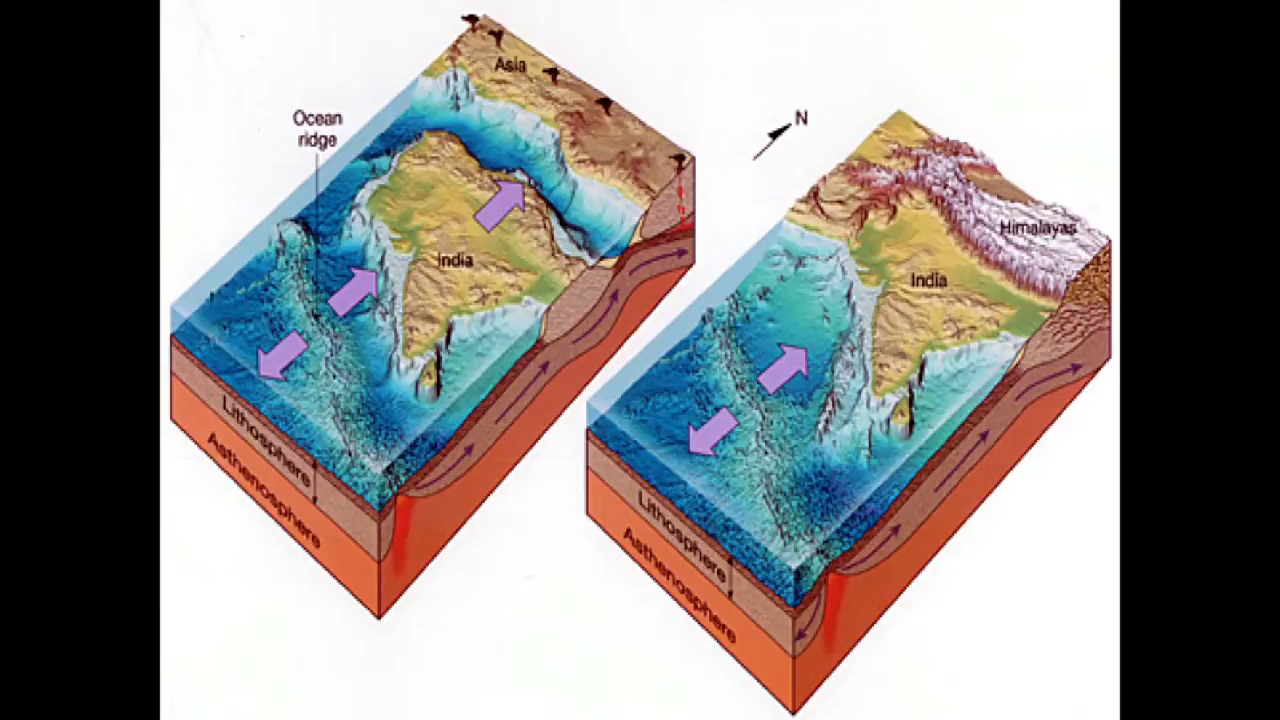 Asia
Ocean
ridge
India
Lithosphere
Asthenosphere
N
Himalayas
India
Lithosphere
Asthenosphere